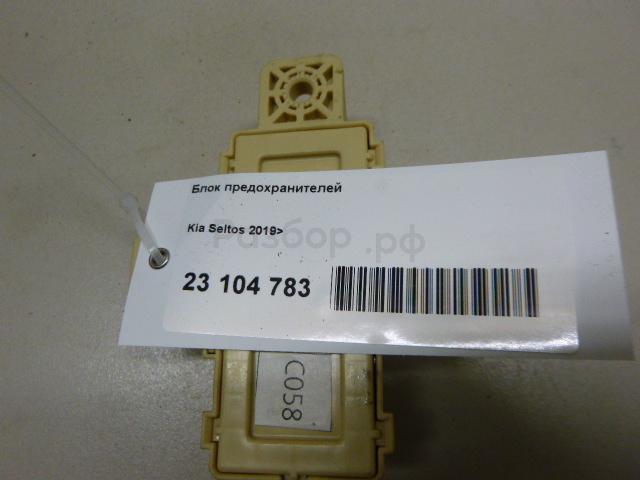 Блок предохранителей
Kia Seltos 2019>
Разбор.рф
23 104 783
C058